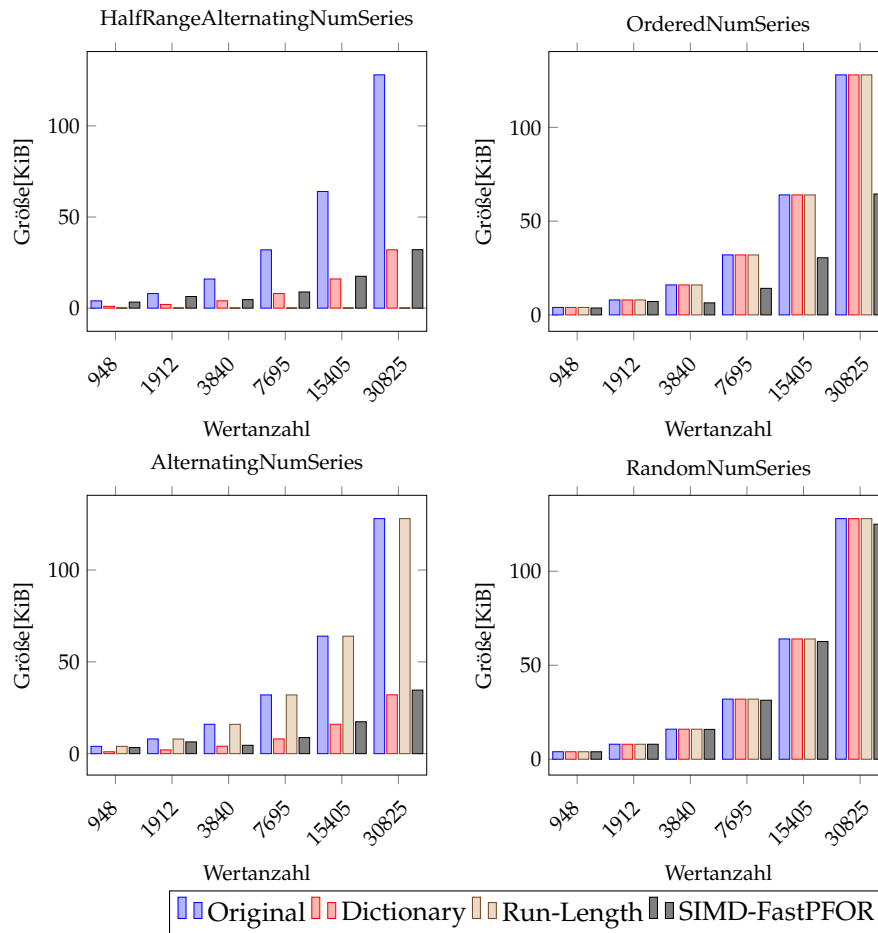 HalfRangeAlternatingNumSeries
Größe[KiB]
100
50
0
948 1912 3840 7695 15405 30825
Wertanzahl
OrderedNumSeries
Größe[KiB]
100
50
0
948 1912 3840 7695 15405 30825
Wertanzahl
AlternatingNumSeries
Größe[KiB]
100
50
0
948 1912 3840 7695 15405 30825
Wertanzahl
RandomNumSeries
Größe[KiB]
100
50
0
948 1912 3840 7695 15405 30825
Wertanzahl
Original Dictionary Run-Length SIMD-FastPFOR